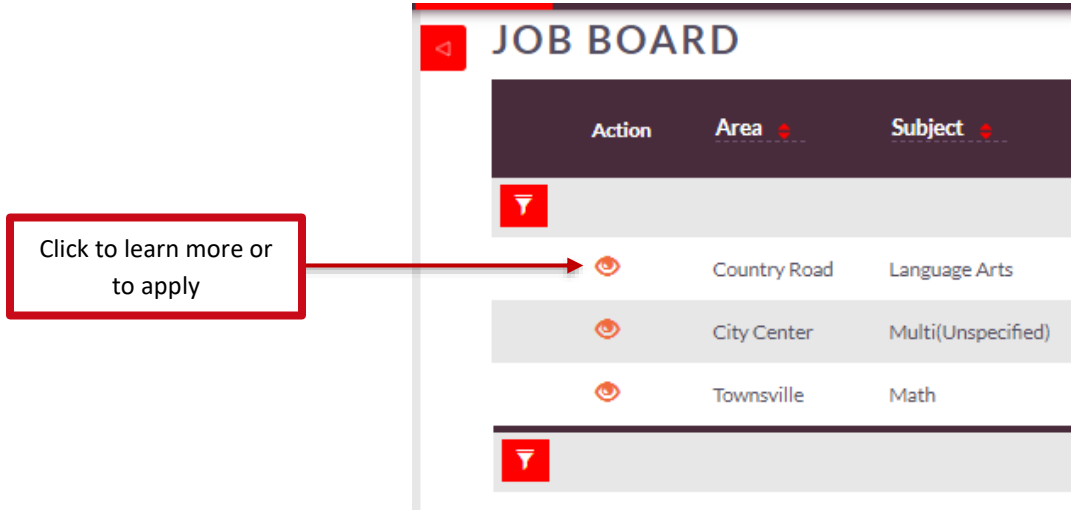 JOB BOARD
Action Area Subject
Click to learn more or
to apply
Country Road Language Arts
City Center Multi(Unspecified)
Townsville Math